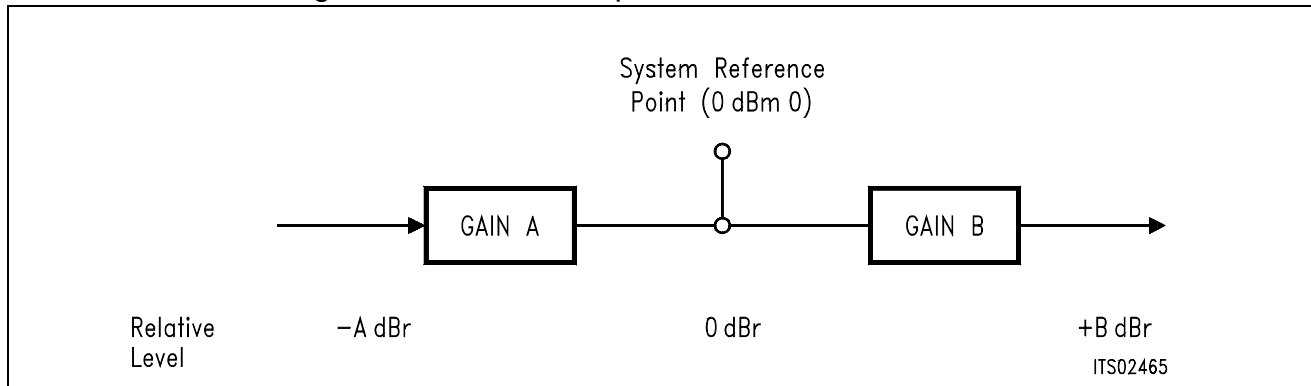 System Reference
Point (0 dBm 0)
GAIN A
GAIN B
Relative
Level
−A dBr
0 dBr
+B dBr
ITS02465